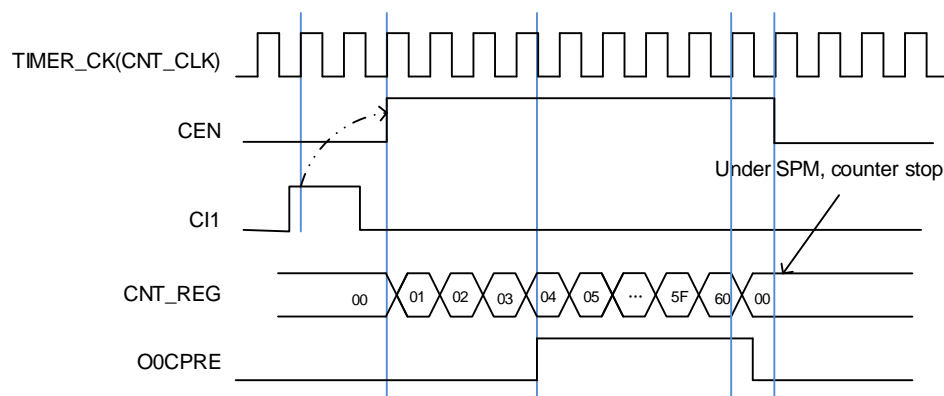 TIMER_CK(CNT_CLK)
CEN
Under SPM, counter stop
CI1
CNT_REG 00 01 02 03 04 05 ... 5F 60 00
O0CPRE